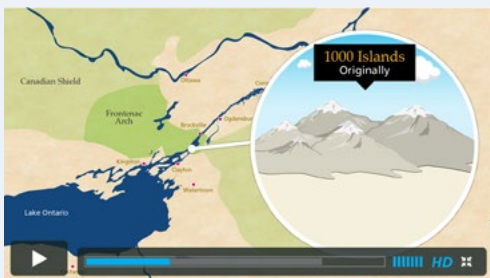 1000 Islands
Originally
Canadian Shield
Ottawa
Frontenac
Arch
Brockville
Ogdensburg
Kingston
Clayton
Watertown
Lake Ontario
HD